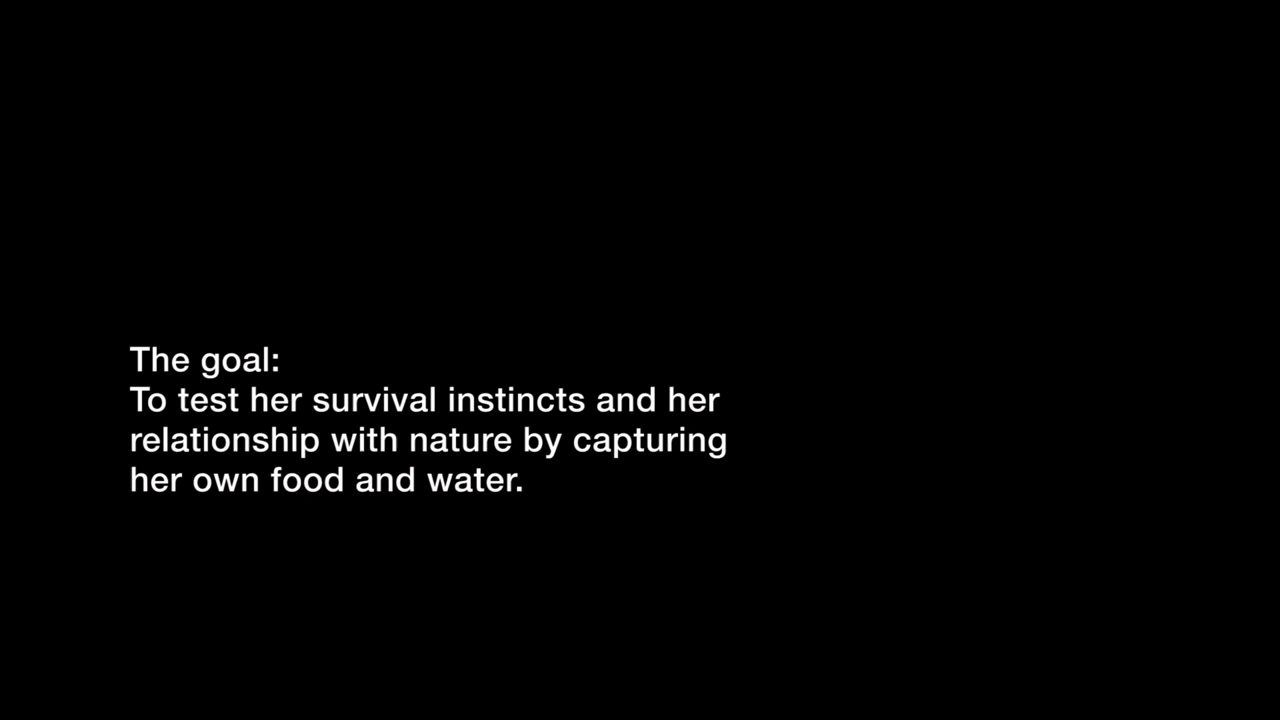 The goal:
To test her survival instincts and her
relationship with nature by capturing
her own food and water.